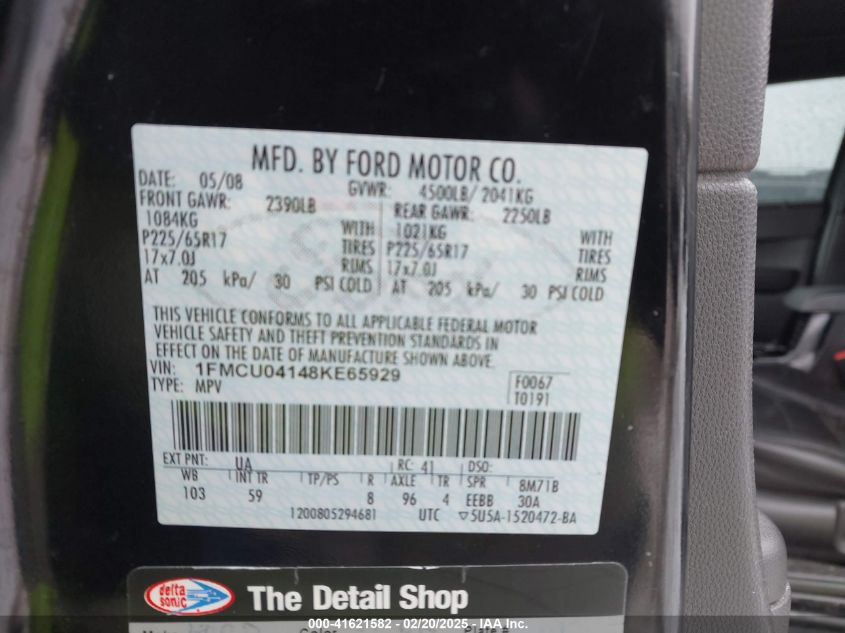 MFD. BY FORD MOTOR CO.
DATE: 05/08 GVWR: 4500LB/ 2041KG
FRONT GAWR: 2390LB REAR GAWR: 2250LB
1084KG WITH 1021KG WITH
P225/65R17 TIRES P225/65R17 TIRES
17x7.0J RIMS 17x7.0J RIMS
AT 205 kPa/ 30 PSI COLD AT 205 kPa/ 30 PSI COLD
THIS VEHICLE CONFORMS TO ALL APPLICABLE FEDERAL MOTOR
VEHICLE SAFETY AND THEFT PREVENTION STANDARDS IN
EFFECT ON THE DATE OF MANUFACTURE SHOWN ABOVE.
VIN: 1FMCU04148KE65929
TYPE: MPV
F0067
T0191
EXT PNT: UA RC: 41 DSO:
WB INT TR TP/PS R AXLE TR SPR 8M71B
103 59 8 96 4 EEBB 30A
1200805294681 UTC ▽5U5A-1520472-BA
delta sonic The Detail Shop
000-41621582 — 02/20/2025 — IAA Inc.